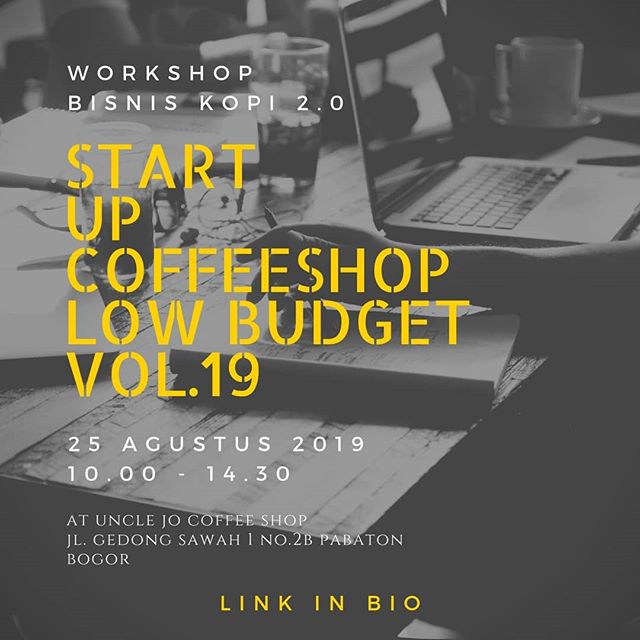 WORKSHOP
BISNIS KOPI 2.0
START
UP
COFFEESHOP
LOW BUDGET
VOL.19
25 AGUSTUS 2019
10.00 - 14.30
AT UNCLE JO COFFEE SHOP
JL. GEDONG SAWAH 1 NO.2B PABATON
BOGOR
LINK IN BIO